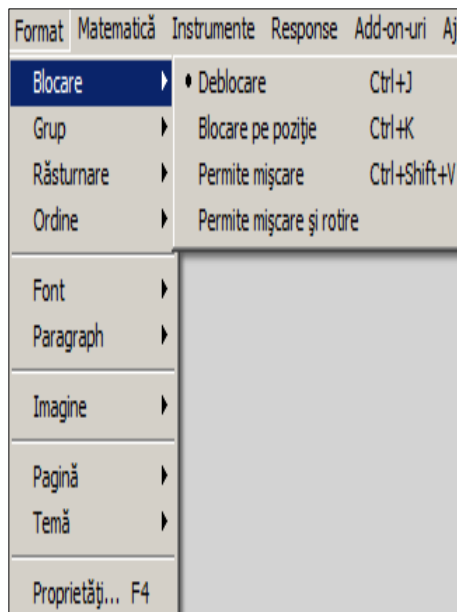 Format Matematică Instrumente Response Add-on-uri Aj
Blocare
• Deblocare Ctrl+J
Grup
Blocare pe poziţie Ctrl+K
Răsturnare
Permite mişcare Ctrl+Shift+V
Ordine
Permite mişcare şi rotire
Font
Paragraph
Imagine
Pagină
Temă
Proprietăţi... F4